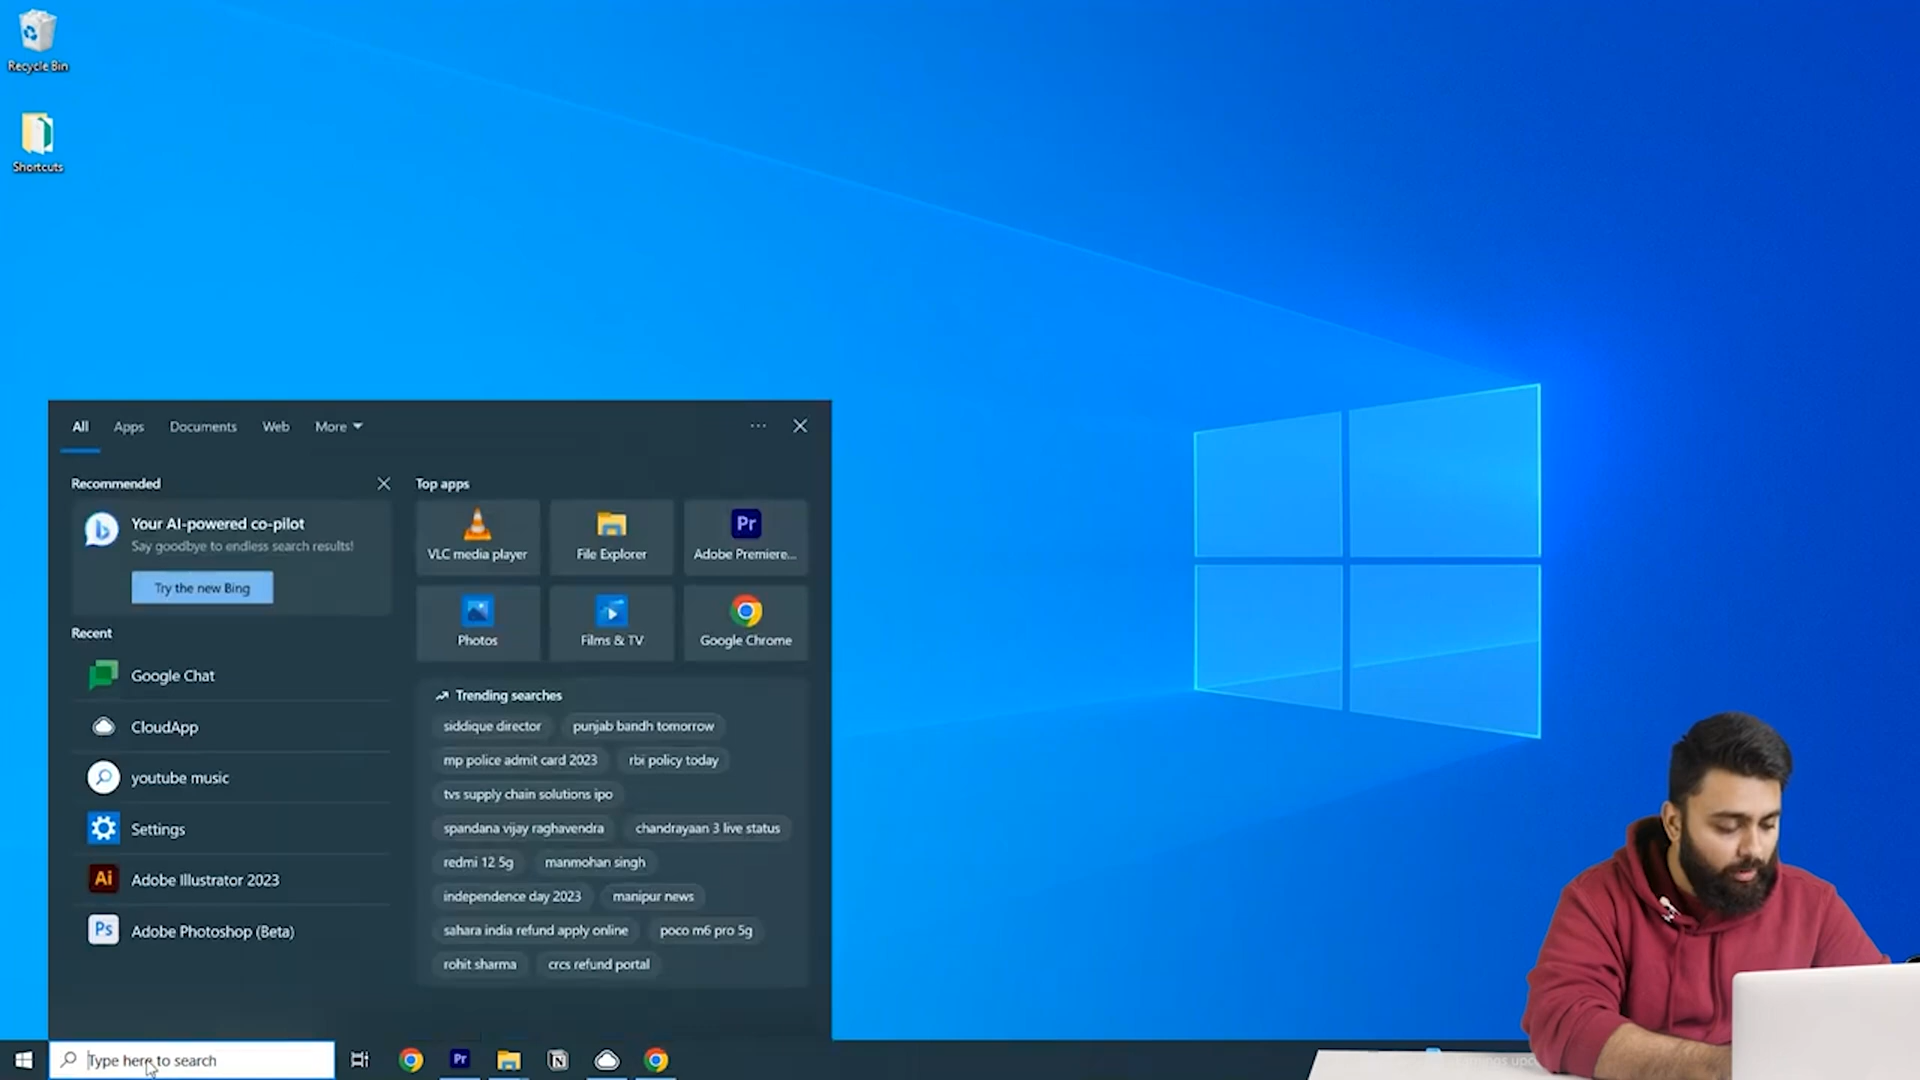 Recycle Bin
Shortcuts
All Apps Documents Web More
Recommended
Your AI-powered co-pilot
Say goodbye to endless search results!
Try the new Bing
Recent
Google Chat
CloudApp
youtube music
Settings
Ai Adobe Illustrator 2023
Ps Adobe Photoshop (Beta)
Top apps
VLC media player
File Explorer
Pr
Adobe Premiere...
Photos
Films & TV
Google Chrome
Trending searches
siddique director punjab bandh tomorrow
mp police admit card 2023 rbi policy today
tvs supply chain solutions ipo
spandana vijay raghavendra chandrayaan 3 live status
redmi 12 5g manmohan singh
independence day 2023 manipur news
sahara india refund apply online poco m6 pro 5g
rohit sharma crcs refund portal
Type here to search
Pr